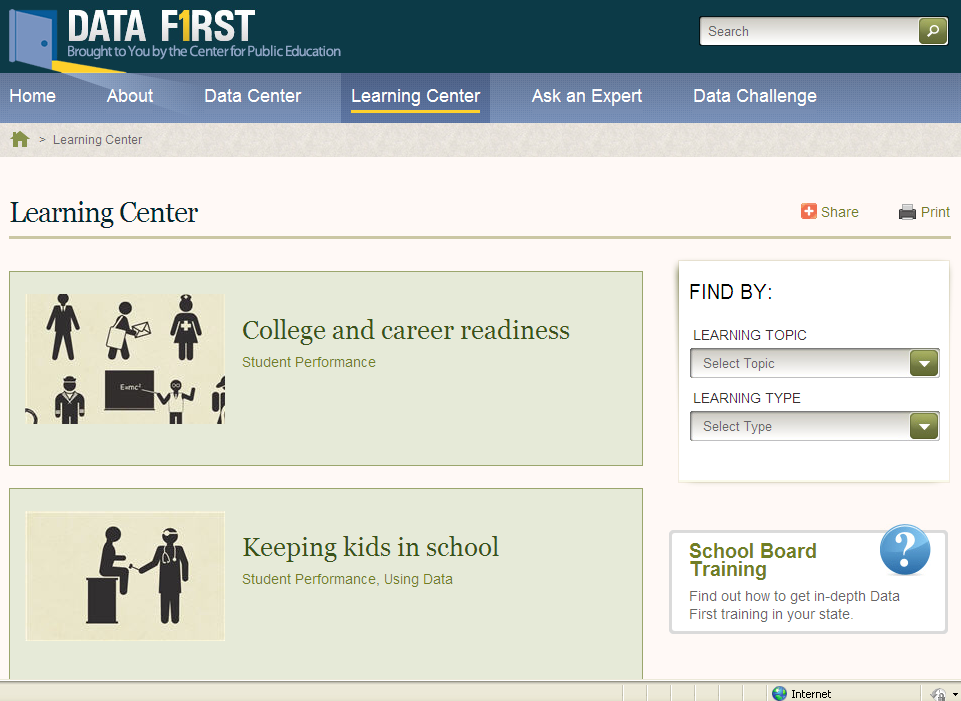 DATA F1RST
Brought to You by the Center for Public Education
Search
Home
About
Data Center
Learning Center
Ask an Expert
Data Challenge
> Learning Center
Learning Center
Share
Print
College and career readiness
Student Performance
E=mc²
FIND BY:
LEARNING TOPIC
Select Topic
LEARNING TYPE
Select Type
Keeping kids in school
Student Performance, Using Data
School Board
Training
?
Find out how to get in-depth Data
First training in your state.
Internet